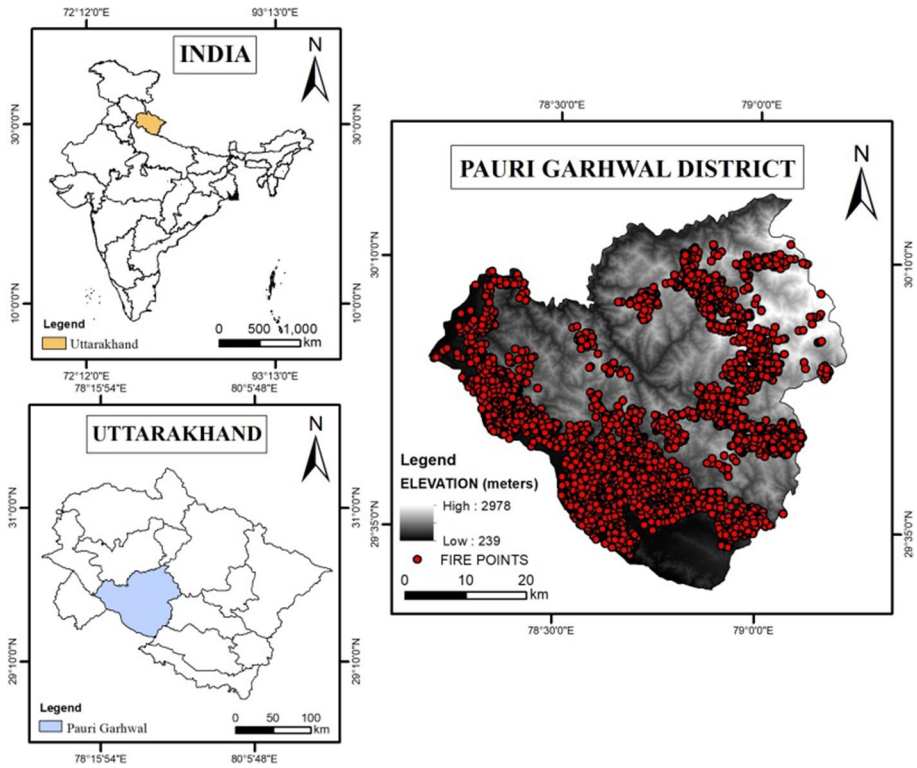 72°12'0"E 93°13'0"E
INDIA
N
30°0'0"N 30°0'0"N
10°0'0"N 10°0'0"N
Legend
Uttarakhand
0 500 1,000
km
72°12'0"E 93°13'0"E
78°15'54"E 80°5'48"E
UTTARAKHAND
N
31°0'0"N 31°0'0"N
29°10'0"N 29°10'0"N
Legend
Pauri Garhwal
0 50 100
km
78°15'54"E 80°5'48"E
78°30'0"E 79°0'0"E
PAURI GARHWAL DISTRICT
N
30°10'0"N 30°10'0"N
29°35'0"N 29°35'0"N
Legend
ELEVATION (meters)
High : 2978
Low : 239
FIRE POINTS
0 10 20
km
78°30'0"E 79°0'0"E